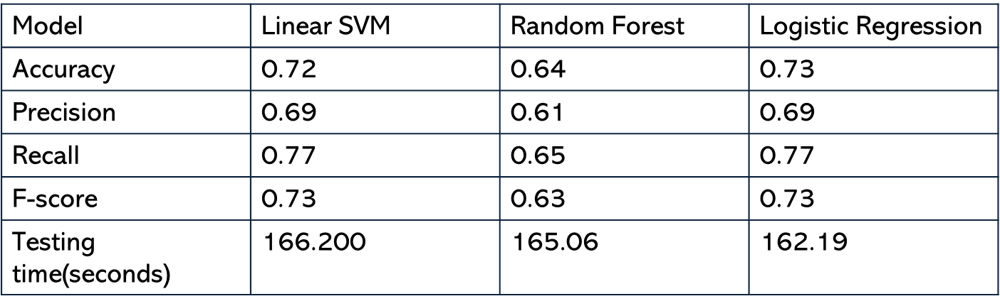 Model Linear SVM Random Forest Logistic Regression
Accuracy 0.72 0.64 0.73
Precision 0.69 0.61 0.69
Recall 0.77 0.65 0.77
F-score 0.73 0.63 0.73
Testing 166.200 165.06 162.19
time(seconds)